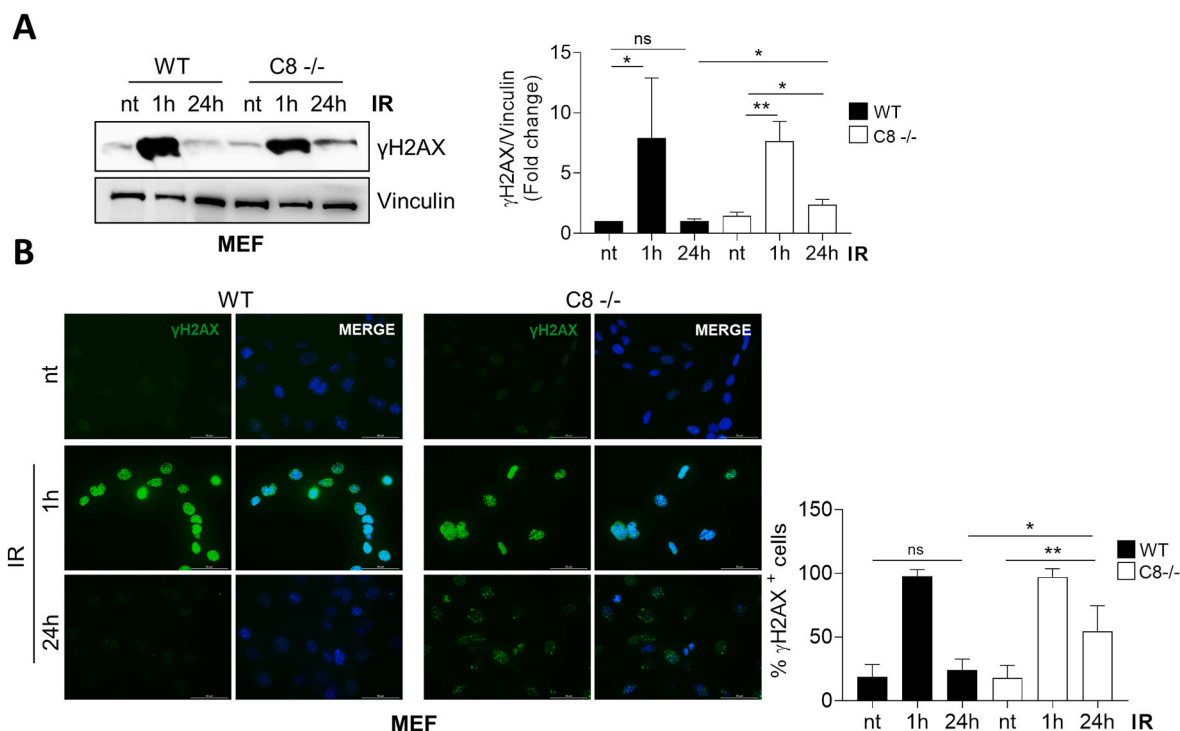 A
WT C8 -/-
nt 1h 24h nt 1h 24h IR
γH2AX
Vinculin
MEF
γH2AX/Vinculin
(Fold change)
15
10
5
0
ns
*
*
*
**
nt 1h 24h nt 1h 24h IR
WT
C8 -/-
B
WT C8 -/-
γH2AX MERGE γH2AX MERGE
nt
IR
1h
24h
MEF
% γH2AX + cells
100
50
0
ns
*
**
nt 1h 24h nt 1h 24h IR
WT
C8-/-